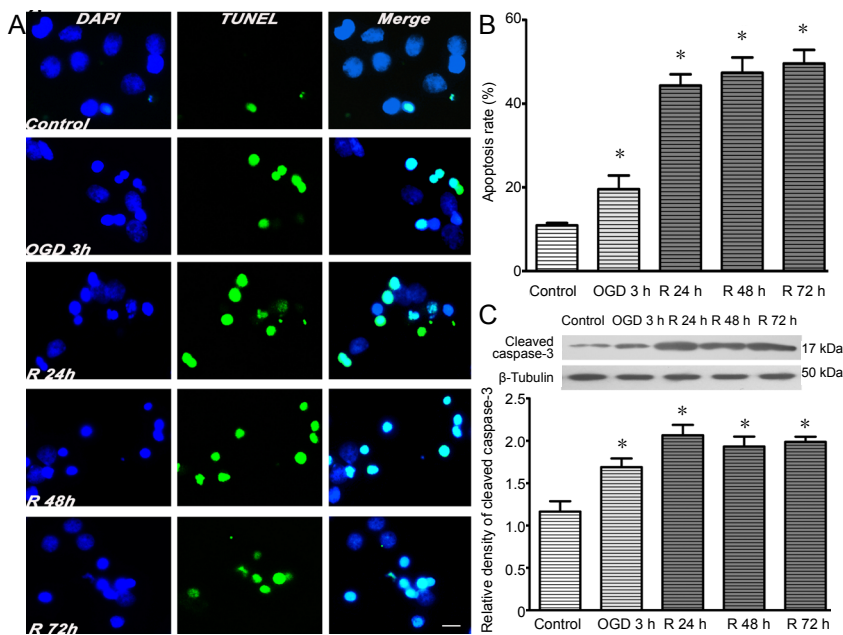 A
DAPI TUNEL Merge
Control
OGD 3h
R 24h
R 48h
R 72h
B
Apoptosis rate (%)
60
40
20
0
* * * *
Control OGD 3 h R 24 h R 48 h R 72 h
C
Control OGD 3 h R 24 h R 48 h R 72 h
Cleaved
caspase-3
17 kDa
β-Tubulin
50 kDa
Relative density of cleaved caspase-3
2.5
2.0
1.5
1.0
0.5
0
* * * *
Control OGD 3 h R 24 h R 48 h R 72 h